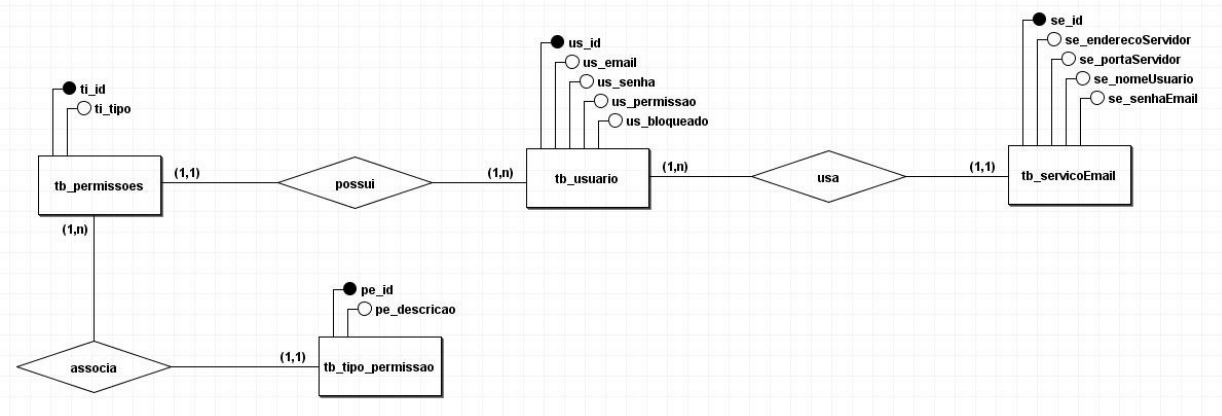 se_id
se_enderecoServidor
se_portaServidor
se_nomeUsuario
se_senhaEmail
us_id
us_email
us_senha
us_permissao
us_bloqueado
ti_id
ti_tipo
tb_permissoes
(1,1)
possui
(1,n)
tb_usuario
(1,n)
usa
(1,1)
tb_servicoEmail
(1,n)
pe_id
pe_descricao
associa
(1,1)
tb_tipo_permissao